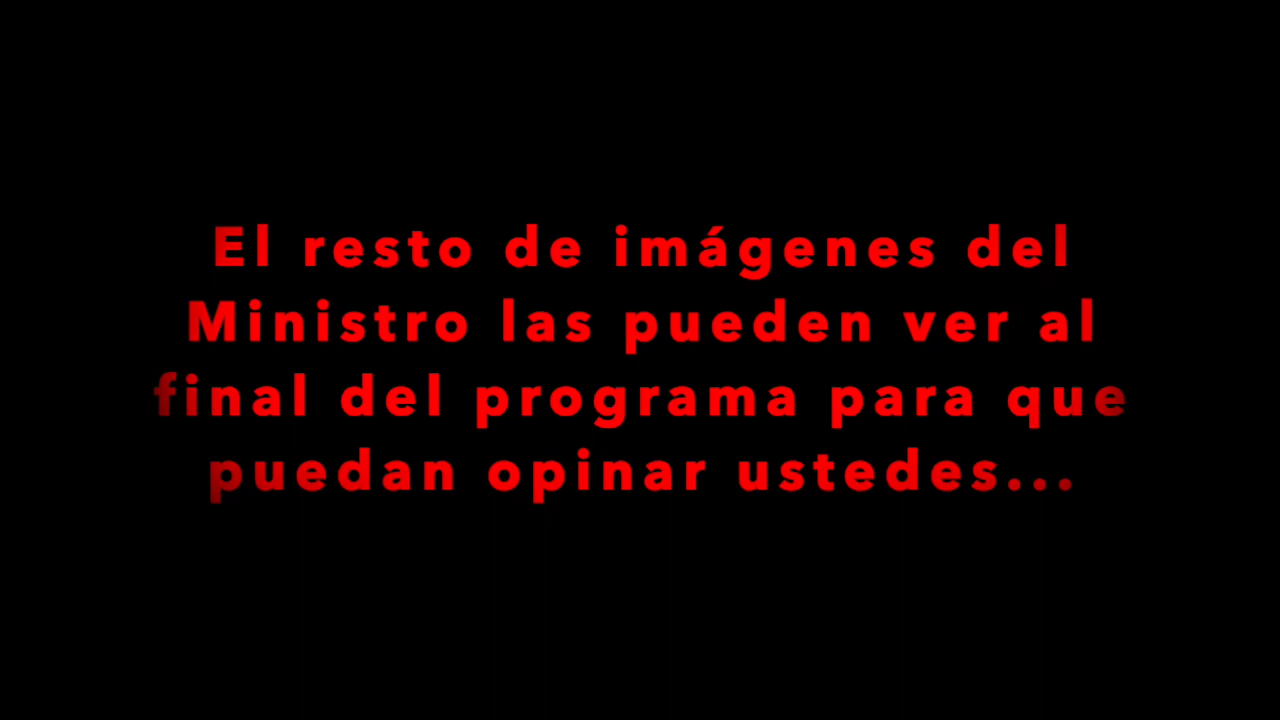 El resto de imágenes del
Ministro las pueden ver al
final del programa para que
puedan opinar ustedes...